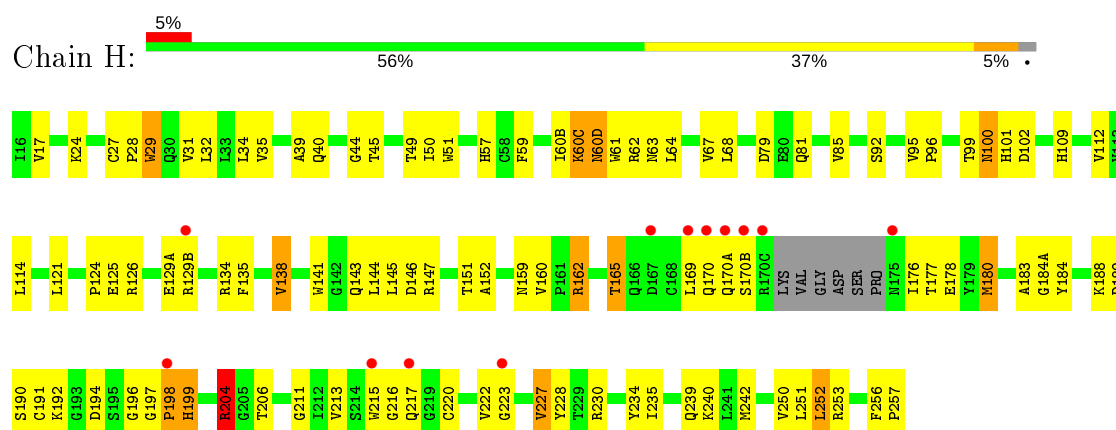 5%
Chain H:
56% 37% 5% •
I16 V17 K24 C27 P28 W29 Q30 V31 L32 L33 L34 V35 A39 Q40 G44 T45 T49 I50 W51 H57 C58 F59 I60B K60C N60D W61 R62 N63 L64 V67 L68 D79 E80 Q81 V85 S92 V95 P96 T99 N100 H101 D102 H109 V112
L114 L121 P124 E125 R126 E129A R129B R134 F135 V138 W141 G142 Q143 L144 L145 D146 R147 T151 A152 N159 V160 P161 R162 T165 Q166 D167 C168 L169 Q170 Q170A S170B R170C LYS VAL GLY ASP SER PRO N175 I176 T177 E178 Y179 M180 A183 G184A Y184 K188
S190 C191 K192 G193 D194 S195 G196 G197 P198 H199 R204 G205 T206 G211 I212 V213 S214 W215 G216 Q217 G219 C220 V222 G223 V227 Y228 T229 R230 Y234 I235 Q239 K240 L241 M242 V250 L251 L252 R253 F256 P257